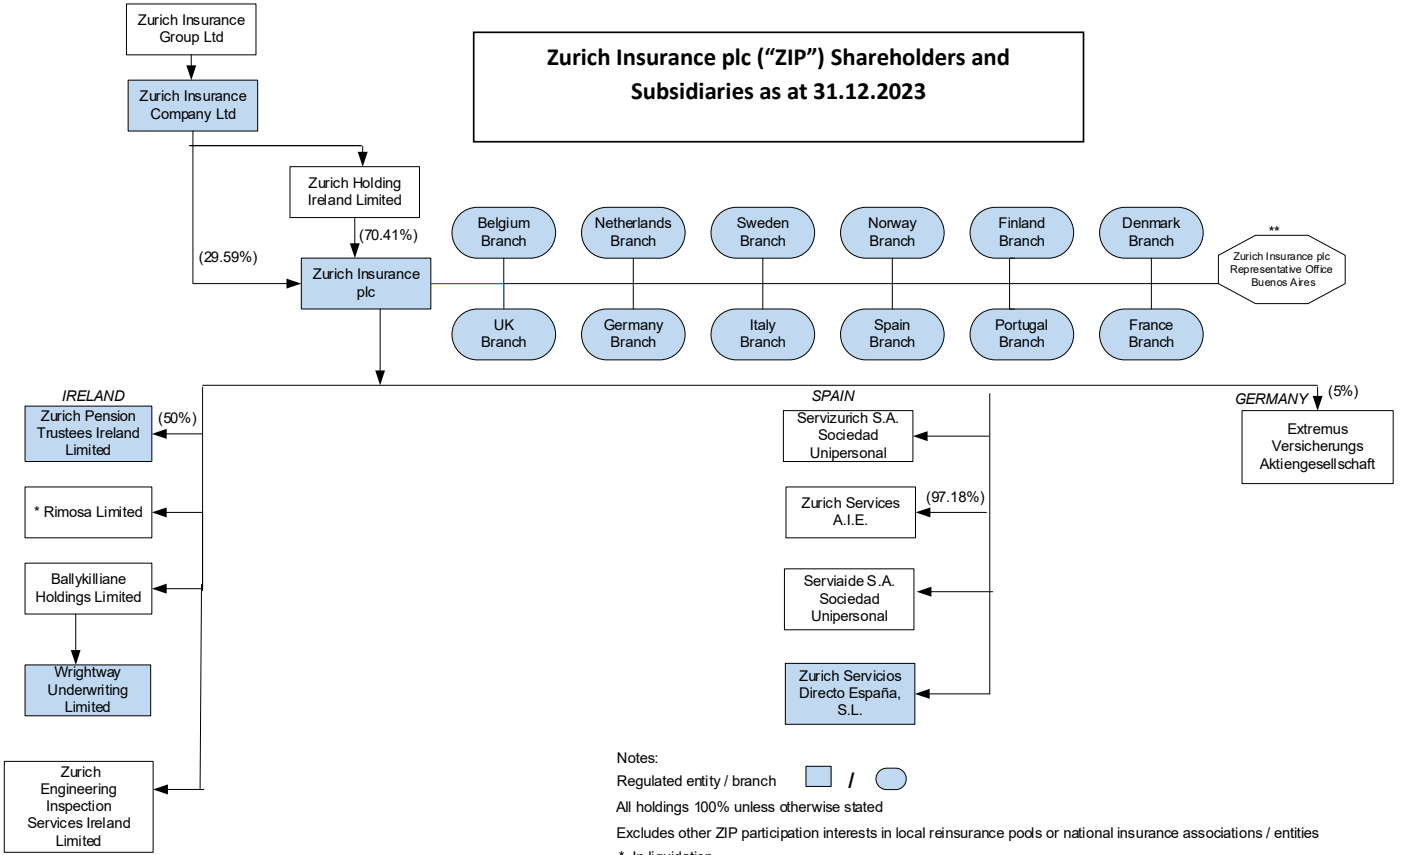 Zurich Insurance
Group Ltd
Zurich Insurance plc (“ZIP”) Shareholders and
Subsidiaries as at 31.12.2023
Zurich Insurance
Company Ltd
Zurich Holding
Ireland Limited
(70.41%)
(29.59%)
Zurich Insurance
plc
Belgium
Branch
Netherlands
Branch
Sweden
Branch
Norway
Branch
Finland
Branch
Denmark
Branch
**
Zurich Insurance plc
Representative Office
Buenos Aires
UK
Branch
Germany
Branch
Italy
Branch
Spain
Branch
Portugal
Branch
France
Branch
IRELAND
Zurich Pension
Trustees Ireland
Limited
(50%)
* Rimosa Limited
Ballykilliane
Holdings Limited
Wrightway
Underwriting
Limited
Zurich
Engineering
Inspection
Services Ireland
Limited
SPAIN
Servizurich S.A.
Sociedad
Unipersonal
Zurich Services
A.I.E.
(97.18%)
Serviaide S.A.
Sociedad
Unipersonal
Zurich Servicios
Directo España,
S.L.
GERMANY
(5%)
Extremus
Versicherungs
Aktiengesellschaft
Notes:
Regulated entity / branch /
All holdings 100% unless otherwise stated
Excludes other ZIP participation interests in local reinsurance pools or national insurance associations / entities
* In liquidation